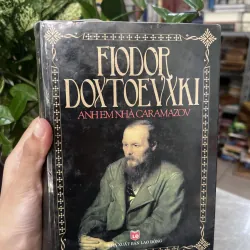 FIODOR
DOXTOEVXKI
ANH EM NHÀ CARAMAZOV
NHÀ XUẤT BẢN LAO ĐỘNG